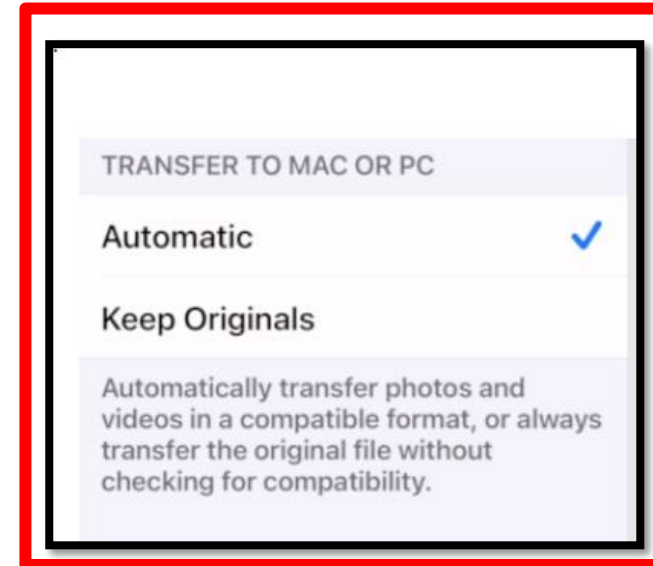 TRANSFER TO MAC OR PC
Automatic
Keep Originals
Automatically transfer photos and
videos in a compatible format, or always
transfer the original file without
checking for compatibility.